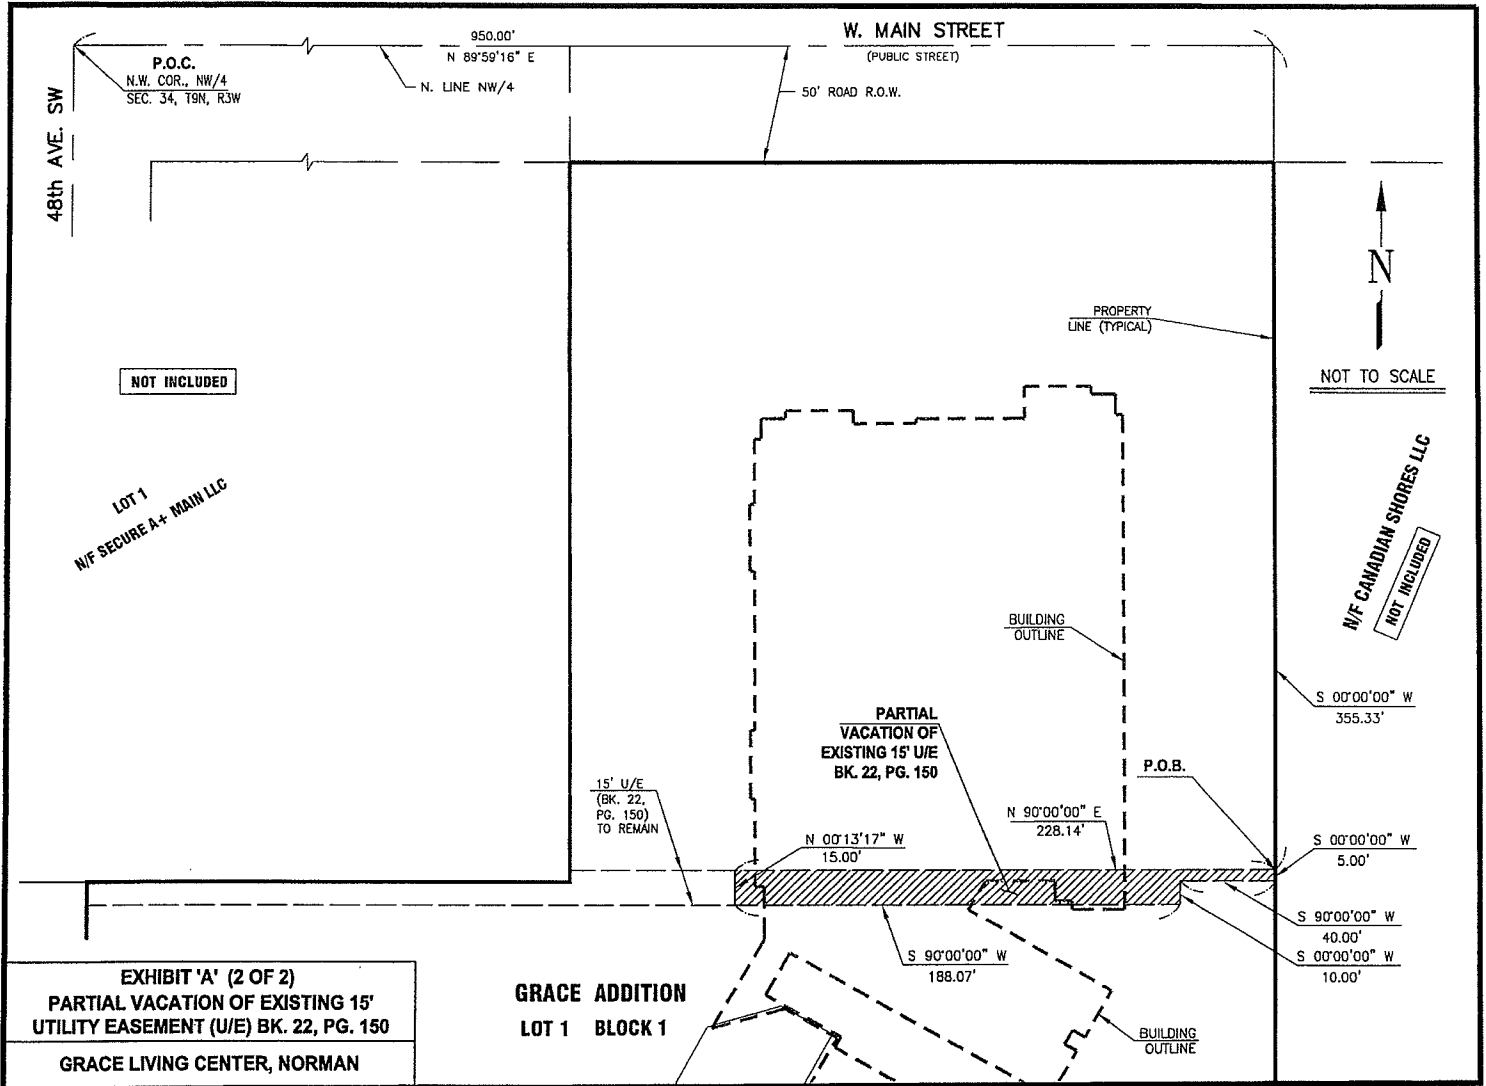 W. MAIN STREET
(PUBLIC STREET)
950.00'
N 89°59'16" E
P.O.C.
N.W. COR., NW/4
SEC. 34, T9N, R3W
N. LINE NW/4
50' ROAD R.O.W.
48th AVE. SW
N
NOT TO SCALE
PROPERTY
LINE (TYPICAL)
NOT INCLUDED
LOT 1
N/F SECURE A+ MAIN LLC
N/F CANADIAN SHORES LLC
NOT INCLUDED
BUILDING
OUTLINE
S 00°00'00" W
355.33'
PARTIAL
VACATION OF
EXISTING 15' U/E
BK. 22, PG. 150
P.O.B.
15' U/E
(BK. 22,
PG. 150)
TO REMAIN
N 00°13'17" W
15.00'
N 90°00'00" E
228.14'
S 00°00'00" W
5.00'
S 90°00'00" W
40.00'
S 00°00'00" W
10.00'
S 90°00'00" W
188.07'
EXHIBIT 'A' (2 OF 2)
PARTIAL VACATION OF EXISTING 15'
UTILITY EASEMENT (U/E) BK. 22, PG. 150
GRACE LIVING CENTER, NORMAN
GRACE ADDITION
LOT 1 BLOCK 1
BUILDING
OUTLINE